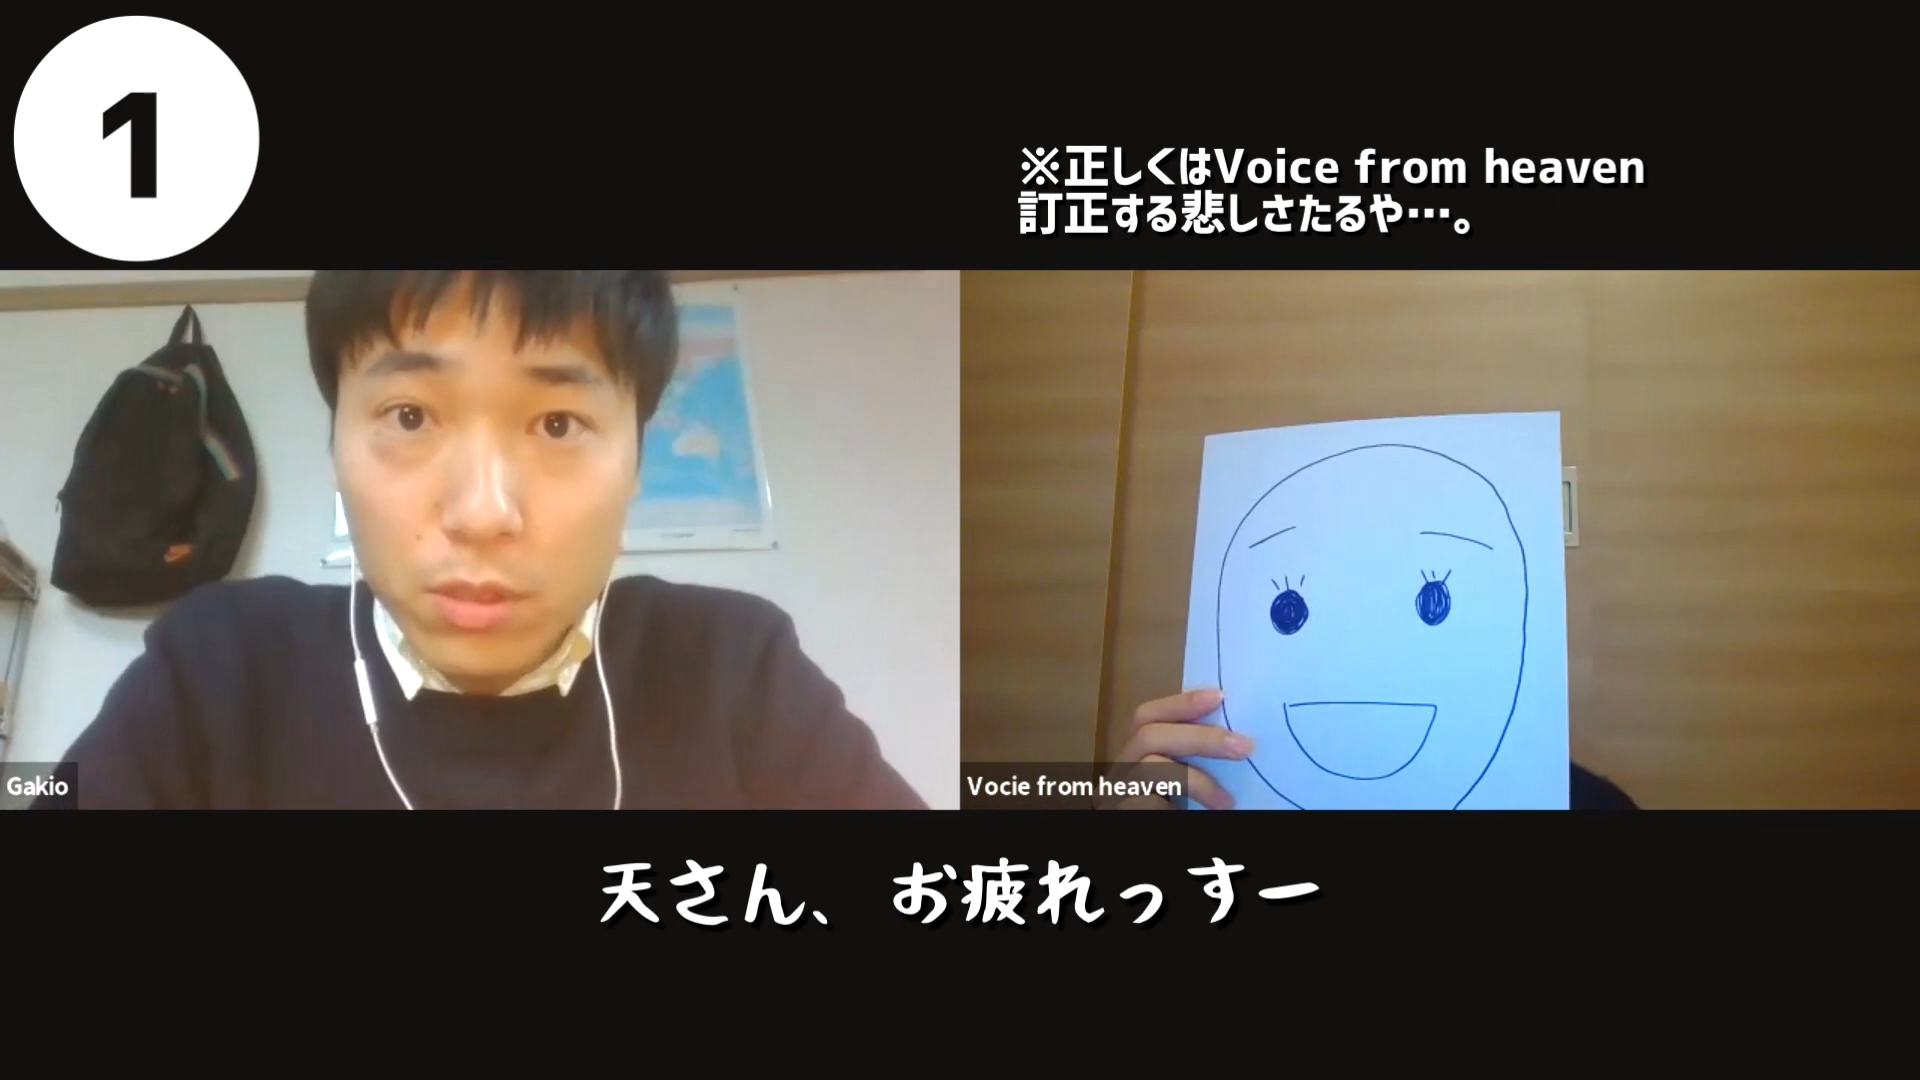 1
※正しくはVoice from heaven
訂正する悲しさたるや…。
Gakio
Vocie from heaven
天さん、お疲れっすー